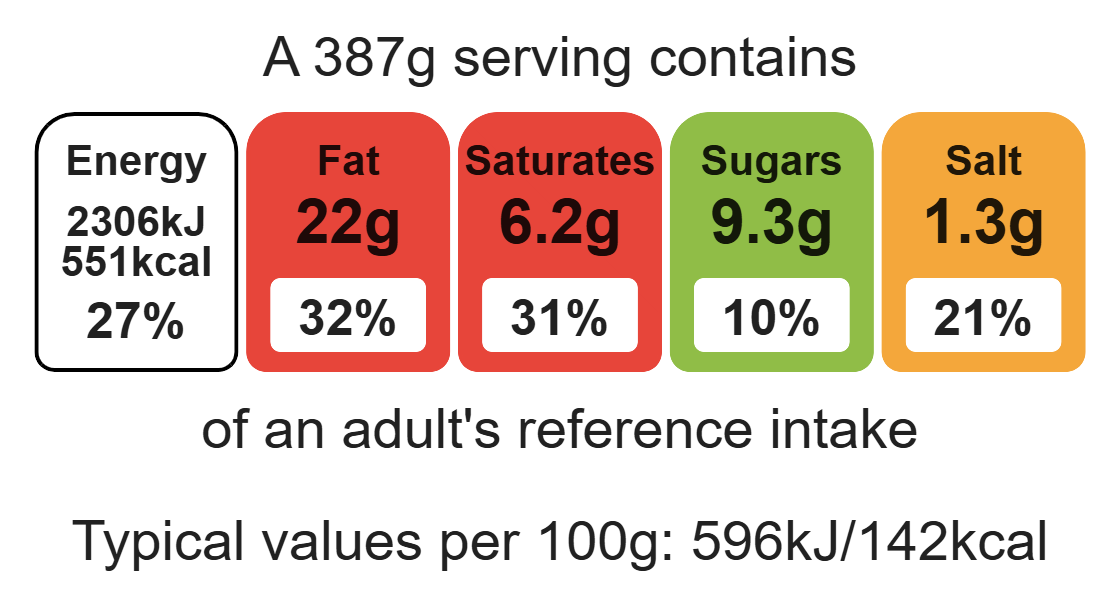 A 387g serving contains
Energy Fat Saturates Sugars Salt
2306kJ 22g 6.2g 9.3g 1.3g
551kcal
27% 32% 31% 10% 21%
of an adult's reference intake
Typical values per 100g: 596kJ/142kcal